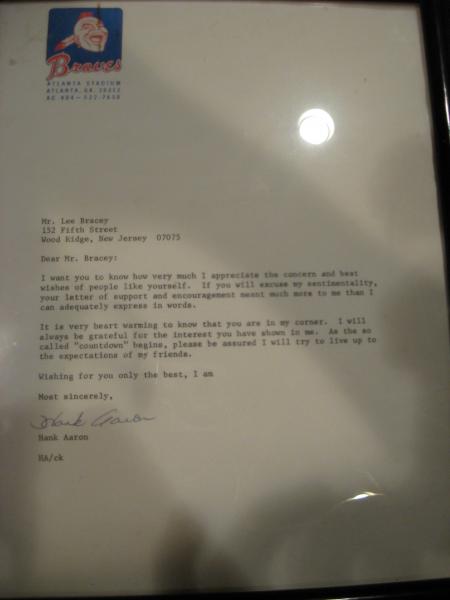 Braves
ATLANTA STADIUM
ATLANTA, GA. 30312
AC 404-522-7630
Mr. Lee Bracey
152 Fifth Street
Wood Ridge, New Jersey 07075
Dear Mr. Bracey:
I want you to know how very much I appreciate the concern and best
wishes of people like yourself. If you will excuse my sentimentality,
your letter of support and encouragement meant much more to me than I
can adequately express in words.
It is very heart warming to know that you are in my corner. I will
always be grateful for the interest you have shown in me. As the so
called "countdown" begins, please be assured I will try to live up to
the expectations of my friends.
Wishing for you only the best, I am
Most sincerely,
Hank Aaron
Hank Aaron
HA/ck